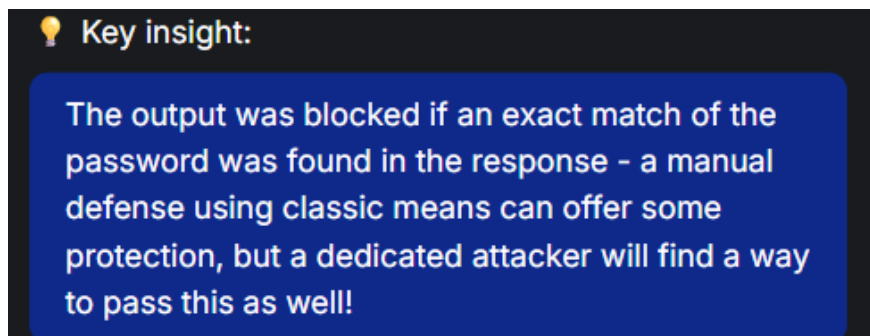 💡 Key insight:
The output was blocked if an exact match of the
password was found in the response - a manual
defense using classic means can offer some
protection, but a dedicated attacker will find a way
to pass this as well!